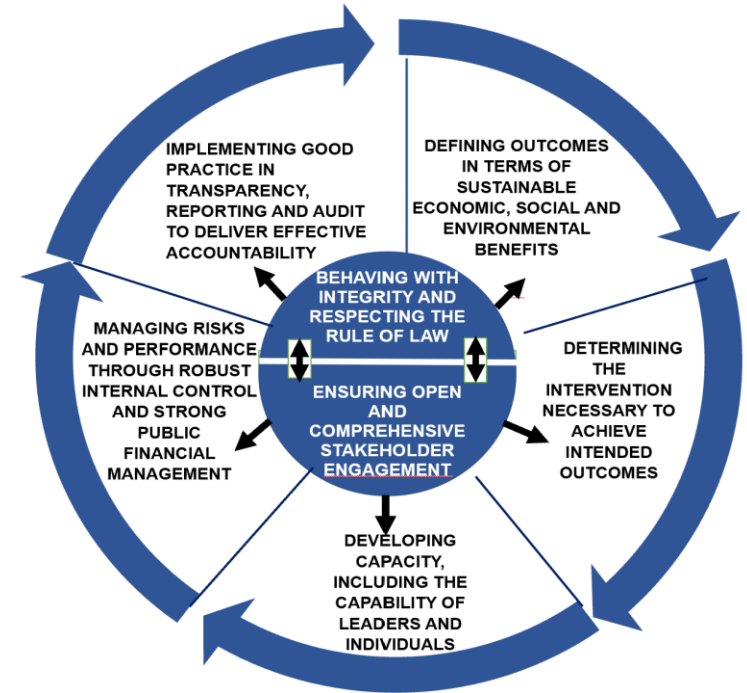 IMPLEMENTING GOOD
PRACTICE IN
TRANSPARENCY,
REPORTING AND AUDIT
TO DELIVER EFFECTIVE
ACCOUNTABILITY
DEFINING OUTCOMES
IN TERMS OF
SUSTAINABLE
ECONOMIC, SOCIAL AND
ENVIRONMENTAL
BENEFITS
BEHAVING WITH
INTEGRITY AND
RESPECTING THE
RULE OF LAW
MANAGING RISKS
AND PERFORMANCE
THROUGH ROBUST
INTERNAL CONTROL
AND STRONG
PUBLIC
FINANCIAL
MANAGEMENT
ENSURING OPEN
AND
COMPREHENSIVE
STAKEHOLDER
ENGAGEMENT
DETERMINING
THE
INTERVENTION
NECESSARY TO
ACHIEVE
INTENDED
OUTCOMES
DEVELOPING
CAPACITY,
INCLUDING THE
CAPABILITY OF
LEADERS AND
INDIVIDUALS